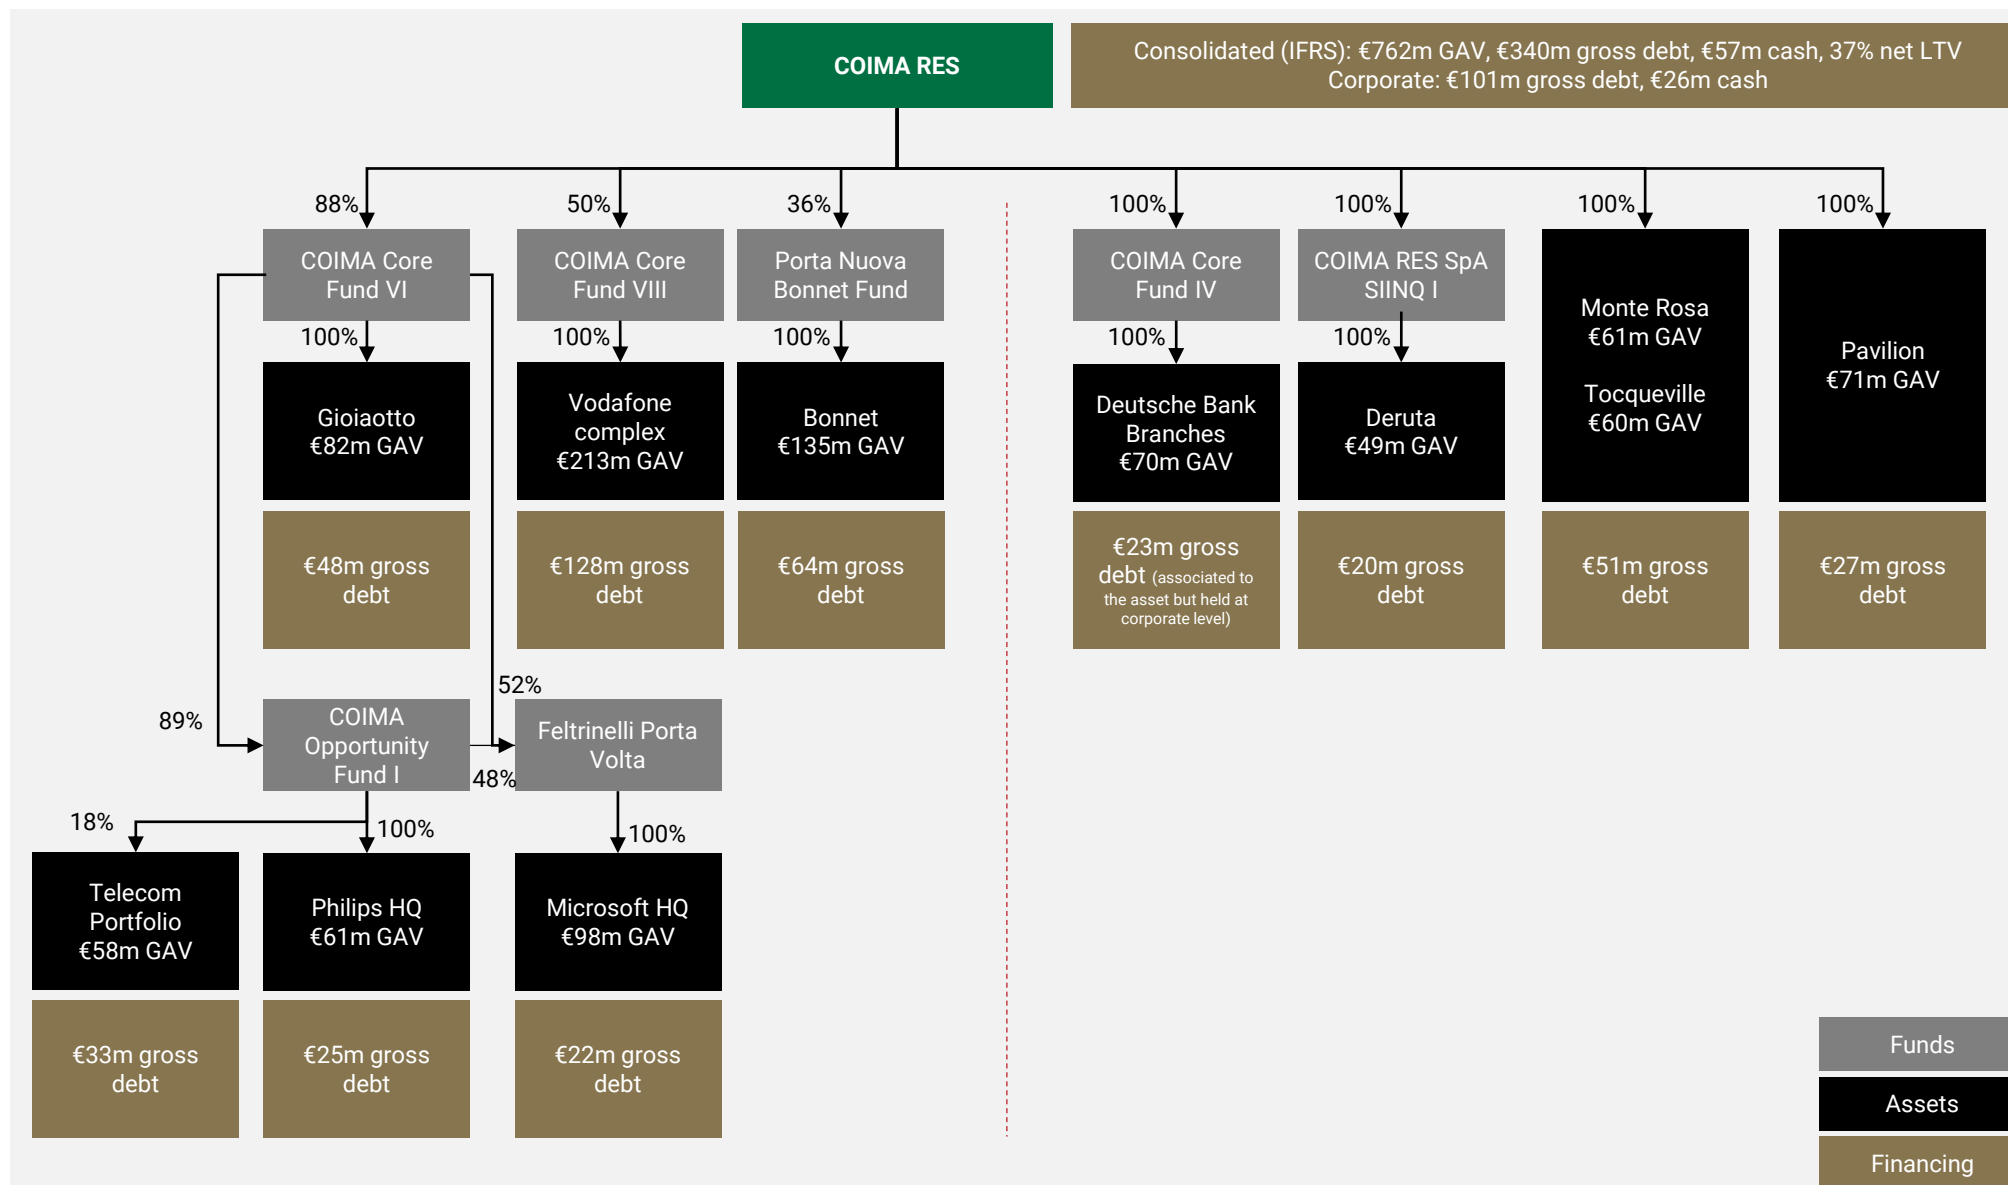 COIMA RES
Consolidated (IFRS): €762m GAV, €340m gross debt, €57m cash, 37% net LTV
Corporate: €101m gross debt, €26m cash
88%
50%
36%
100%
100%
100%
100%
COIMA Core
Fund VI
COIMA Core
Fund VIII
Porta Nuova
Bonnet Fund
COIMA Core
Fund IV
COIMA RES SpA
SIINQ I
100%
100%
100%
100%
100%
Gioiaotto
€82m GAV
Vodafone
complex
€213m GAV
Bonnet
€135m GAV
Deutsche Bank
Branches
€70m GAV
Deruta
€49m GAV
Monte Rosa
€61m GAV
Tocqueville
€60m GAV
Pavilion
€71m GAV
€48m gross
debt
€128m gross
debt
€64m gross
debt
€23m gross
debt (associated to
the asset but held at
corporate level)
€20m gross
debt
€51m gross
debt
€27m gross
debt
89%
52%
COIMA
Opportunity
Fund I
48%
Feltrinelli Porta
Volta
18%
100%
100%
Telecom
Portfolio
€58m GAV
Philips HQ
€61m GAV
Microsoft HQ
€98m GAV
€33m gross
debt
€25m gross
debt
€22m gross
debt
Funds
Assets
Financing